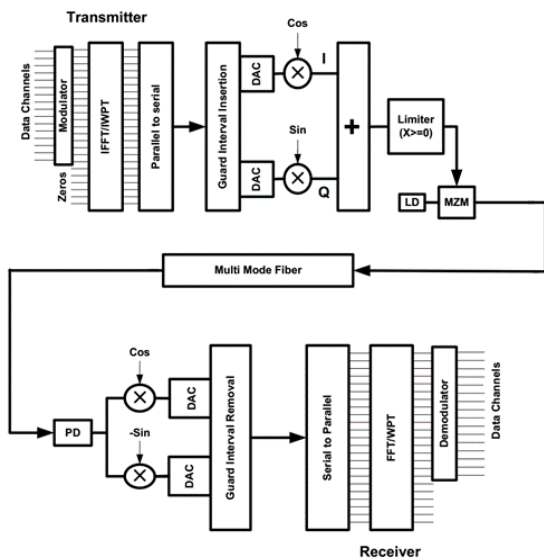 Transmitter
Data Channels
Modulator
Zeros
IFFT/IWPT
Parallel to serial
Guard Interval Insertion
DAC
DAC
Cos
I
Sin
Q
+
Limiter
(X>=0)
LD
MZM
Multi Mode Fiber
PD
Cos
-Sin
DAC
DAC
Guard Interval Removal
Serial to Parallel
FFT/WPT
Demodulator
Data Channels
Receiver